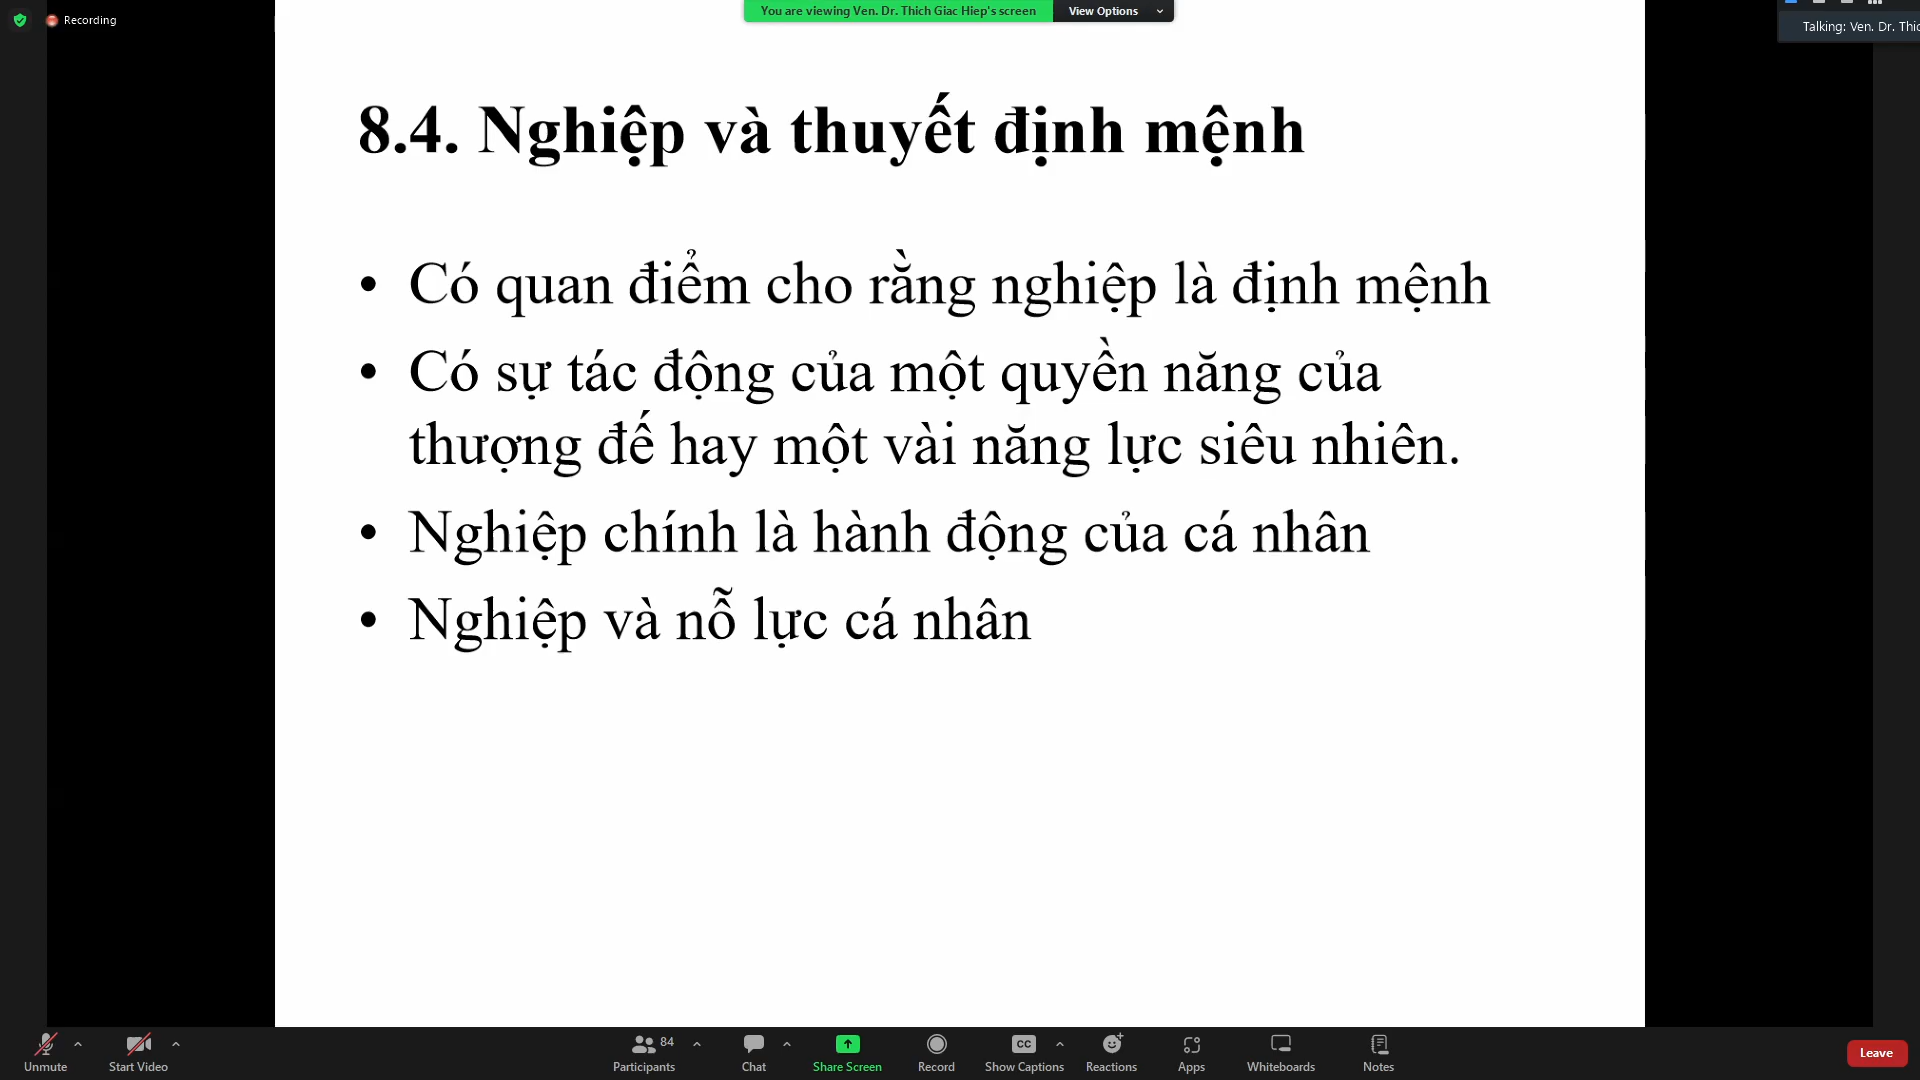 Recording
You are viewing Ven. Dr. Thich Giac Hiep's screen
View Options
Talking: Ven. Dr.
8.4. Nghiệp và thuyết định mệnh
• Có quan điểm cho rằng nghiệp là định mệnh
• Có sự tác động của một quyền năng của
thượng đế hay một vài năng lực siêu nhiên.
• Nghiệp chính là hành động của cá nhân
• Nghiệp và nỗ lực cá nhân
Unmute
Start Video
84
Participants
Chat
Share Screen
Record
CC
Show Captions
Reactions
Apps
Whiteboards
Notes
Leave